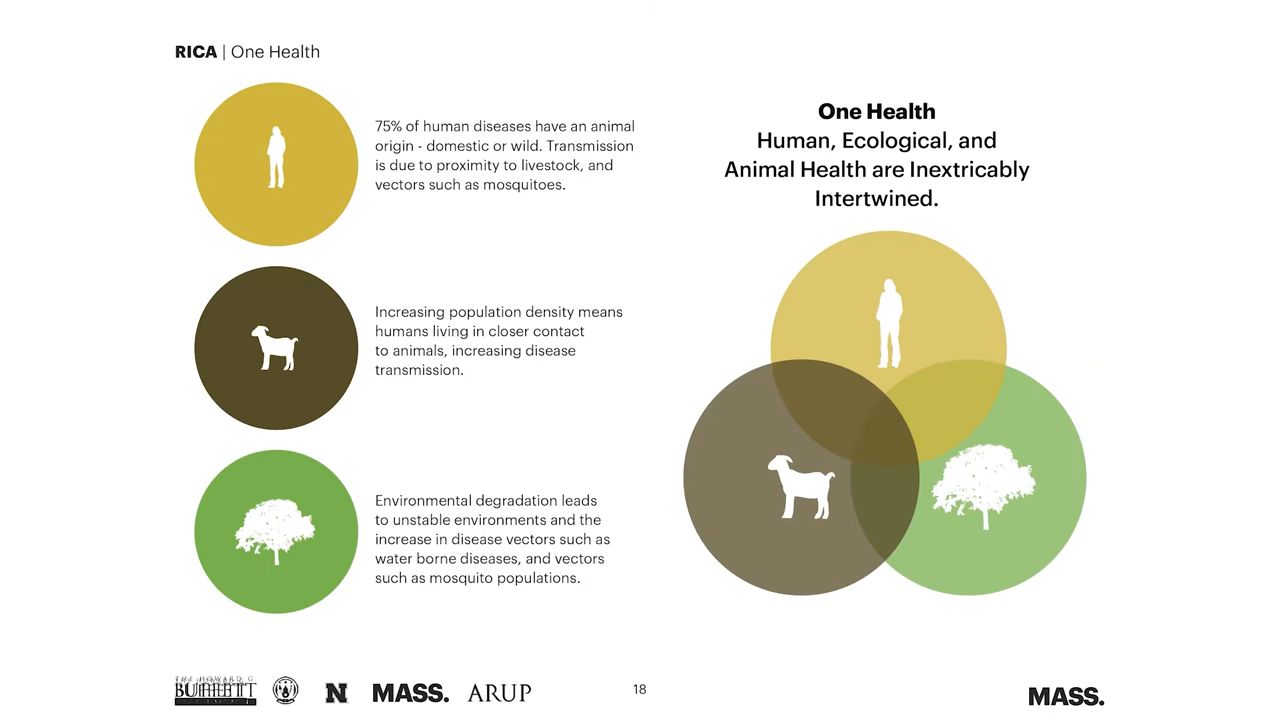 RICA | One Health
75% of human diseases have an animal
origin - domestic or wild. Transmission
is due to proximity to livestock, and
vectors such as mosquitoes.
Increasing population density means
humans living in closer contact
to animals, increasing disease
transmission.
Environmental degradation leads
to unstable environments and the
increase in disease vectors such as
water borne diseases, and vectors
such as mosquito populations.
One Health
Human, Ecological, and
Animal Health are Inextricably
Intertwined.
THE HOWARD G.
BUFFETT
N
MASS.
ARUP
18
MASS.